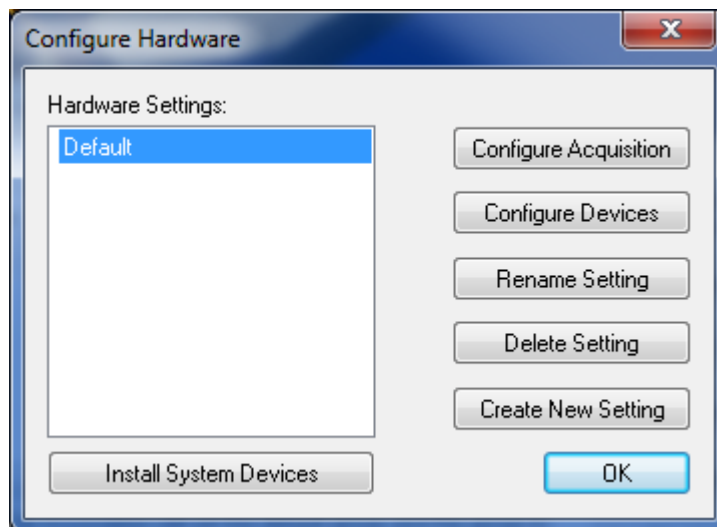 Configure Hardware
Hardware Settings:
Default
Configure Acquisition
Configure Devices
Rename Setting
Delete Setting
Create New Setting
Install System Devices
OK